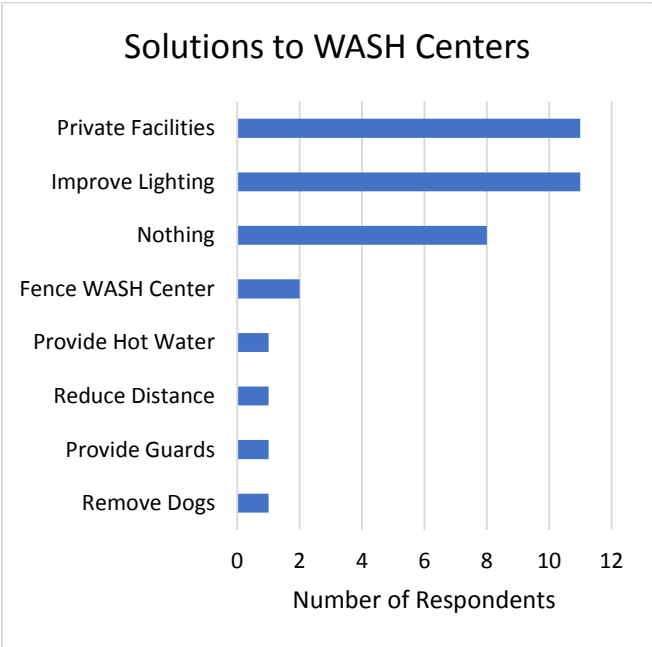 Solutions to WASH Centers
Private Facilities
Improve Lighting
Nothing
Fence WASH Center
Provide Hot Water
Reduce Distance
Provide Guards
Remove Dogs
0 2 4 6 8 10 12
Number of Respondents